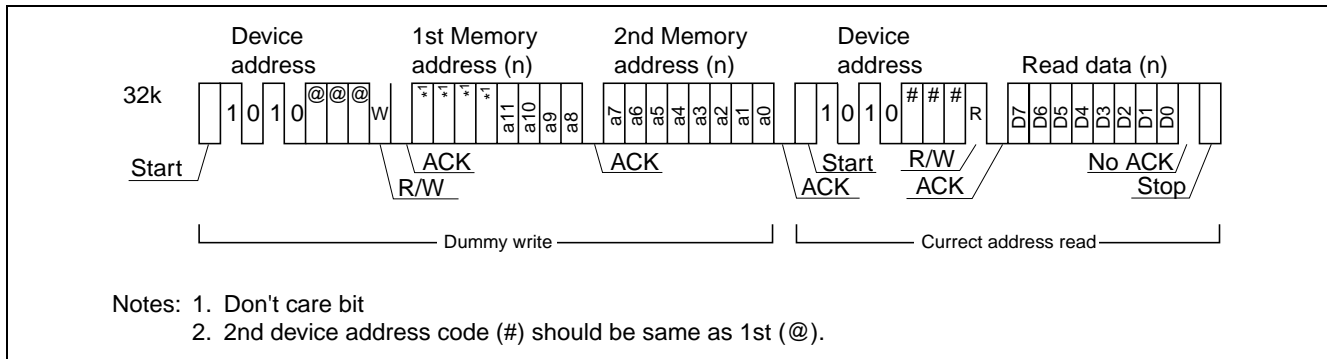 Device address
1st Memory address (n)
2nd Memory address (n)
Device address
Read data (n)
32k
1 0 1 0 @ @ @ W
*1 *1 *1 *1 a11 a10 a9 a8
a7 a6 a5 a4 a3 a2 a1 a0
1 0 1 0 # # # R
D7 D6 D5 D4 D3 D2 D1 D0
Start
R/W
ACK
ACK
ACK
Start
R/W
ACK
No ACK
Stop
Dummy write
Currect address read
Notes: 1. Don't care bit
2. 2nd device address code (#) should be same as 1st (@).